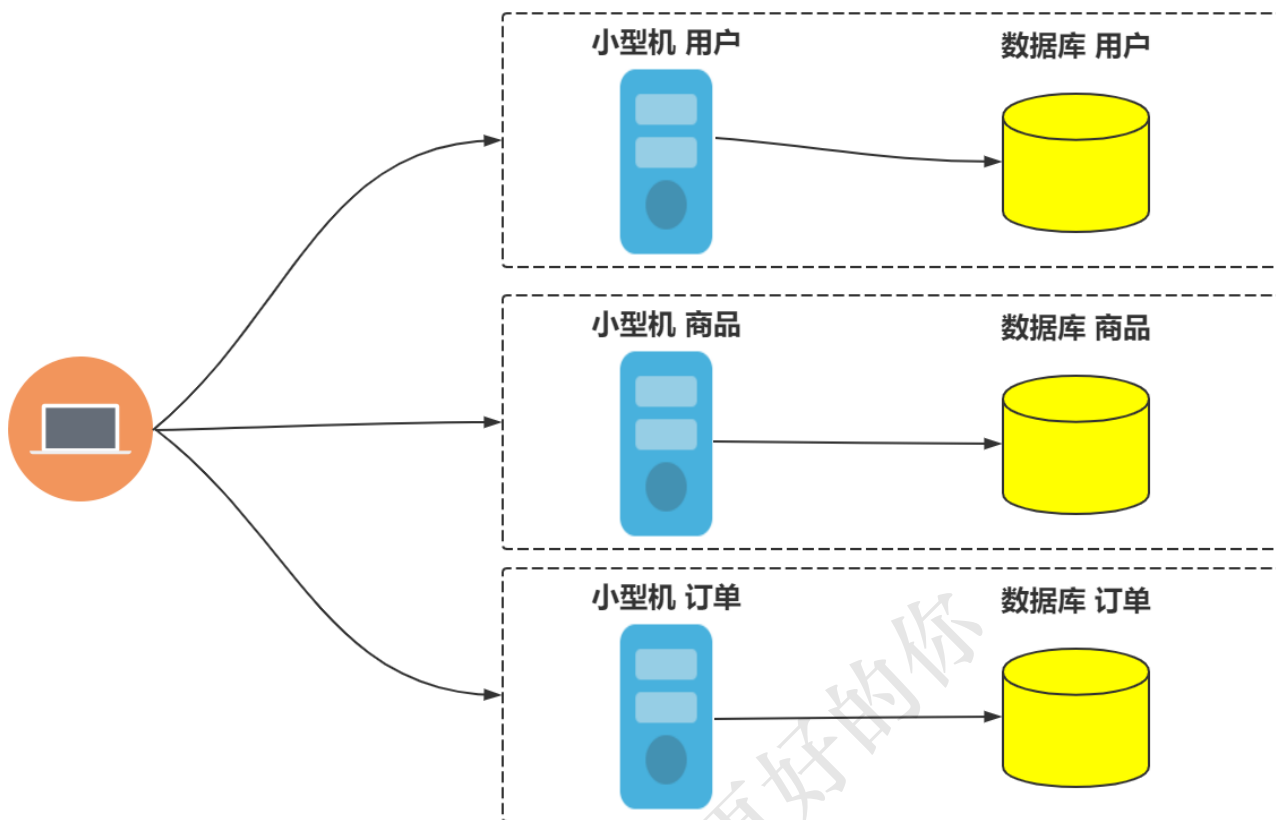 小型机 用户
数据库 用户
小型机 商品
数据库 商品
小型机 订单
数据库 订单
更好的你